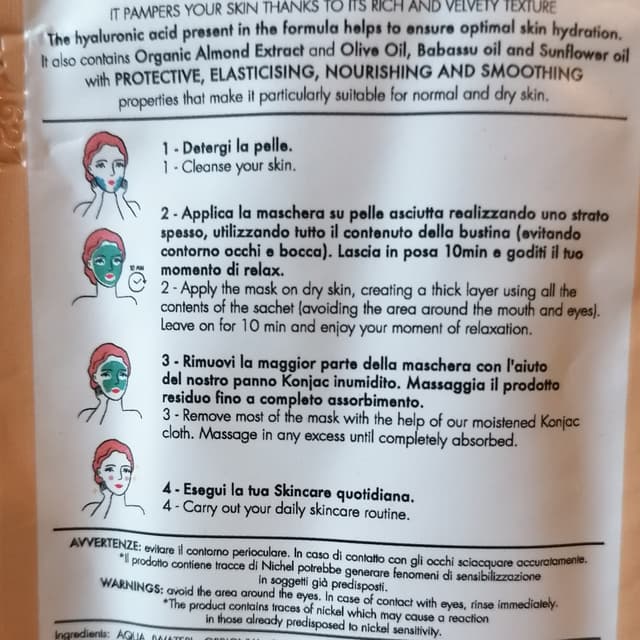 IT PAMPERS YOUR SKIN THANKS TO ITS RICH AND VELVETY TEXTURE
The hyaluronic acid present in the formula helps to ensure optimal skin hydration.
It also contains Organic Almond Extract and Olive Oil, Babassu oil and Sunflower oil
with PROTECTIVE, ELASTICISING, NOURISHING AND SMOOTHING
properties that make it particularly suitable for normal and dry skin.
1 - Detergi la pelle.
1 - Cleanse your skin.
2 - Applica la maschera su pelle asciutta realizzando uno strato
spesso, utilizzando tutto il contenuto della bustina (evitando
contorno occhi e bocca). Lascia in posa 10min e goditi il tuo
momento di relax.
10 MIN
2 - Apply the mask on dry skin, creating a thick layer using all the
contents of the sachet (avoiding the area around the mouth and eyes).
Leave on for 10 min and enjoy your moment of relaxation.
3 - Rimuovi la maggior parte della maschera con l'aiuto
del nostro panno Konjac inumidito. Massaggia il prodotto
residuo fino a completo assorbimento.
3 - Remove most of the mask with the help of our moistened Konjac
cloth. Massage in any excess until completely absorbed.
4 - Esegui la tua Skincare quotidiana.
4 - Carry out your daily skincare routine.
AVVERTENZE: evitare il contorno perioculare. In caso di contatto con gli occhi sciacquare accuratamente.
*Il prodotto contiene tracce di Nichel potrebbe generare fenomeni di sensibilizzazione
in soggetti già predisposti.
WARNINGS: avoid the area around the eyes. In case of contact with eyes, rinse immediately.
*The product contains traces of nickel which may cause a reaction
in those already predisposed to nickel sensitivity.
Ingredients: AQUA